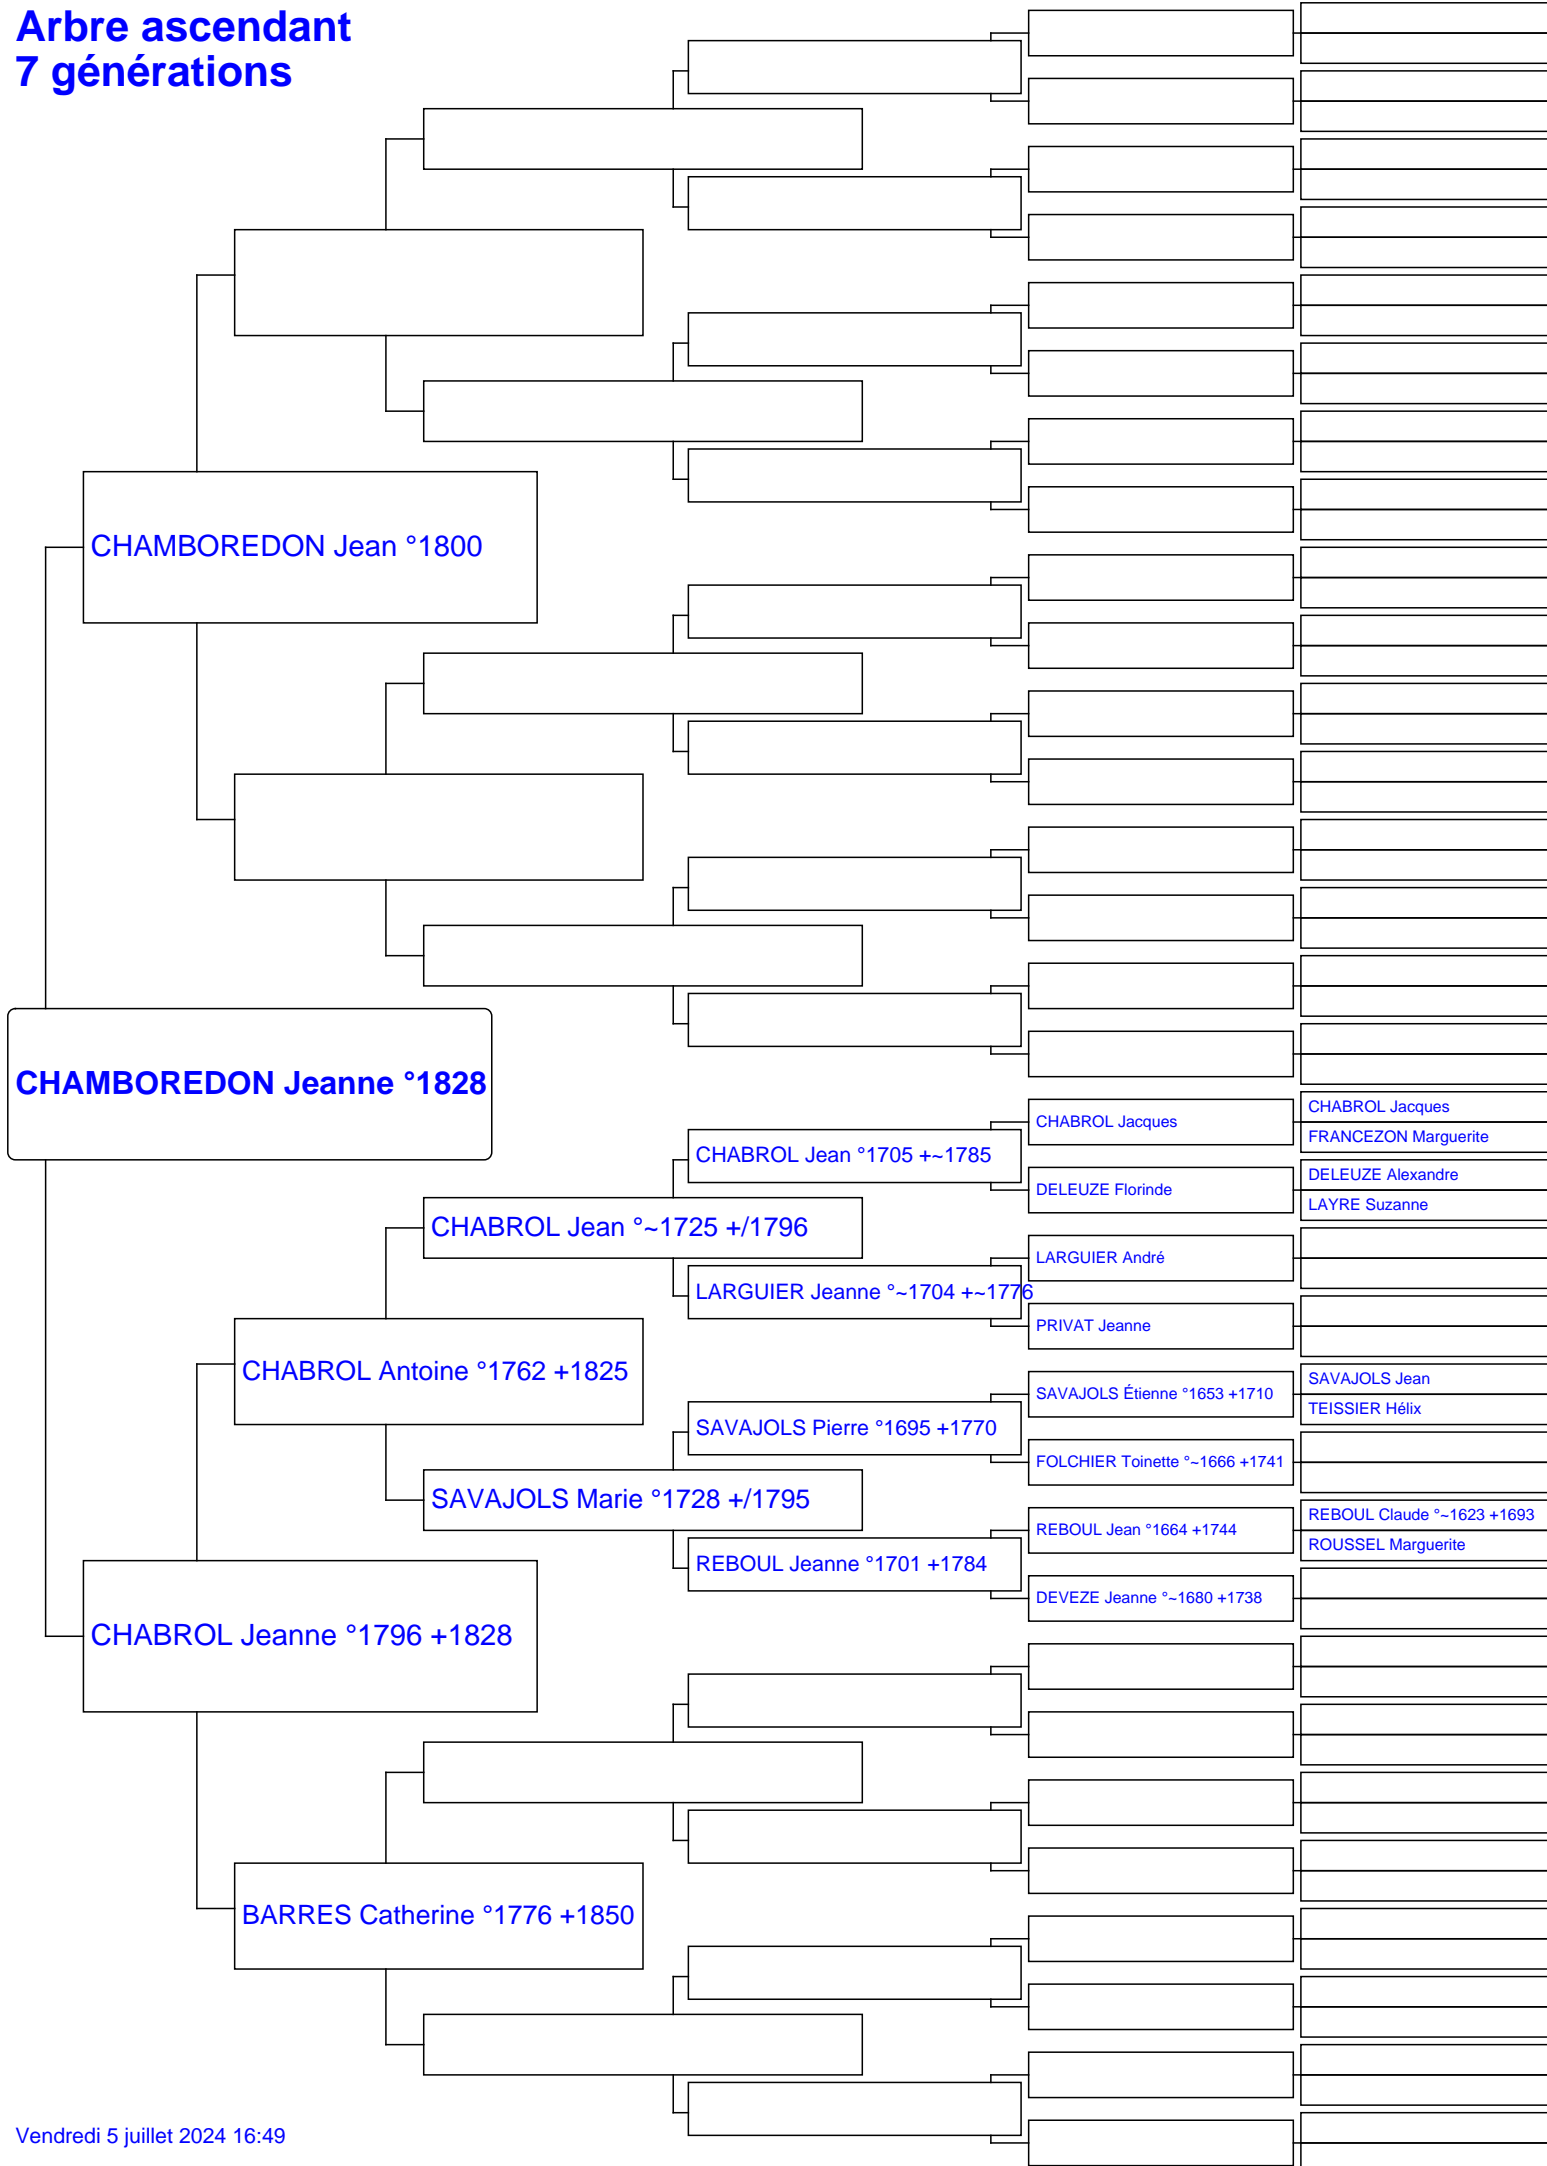 Arbre ascendant
7 générations
CHAMBOREDON Jean °1800
CHAMBOREDON Jeanne °1828
CHABROL Jacques
CHABROL Jacques
FRANCEZON Marguerite
CHABROL Jean °1705 +~1785
DELEUZE Florinde
DELEUZE Alexandre
LAYRE Suzanne
CHABROL Jean °~1725 +/1796
LARGUIER André
LARGUIER Jeanne °~1704 +~1776
PRIVAT Jeanne
CHABROL Antoine °1762 +1825
SAVAJOLS Étienne °1653 +1710
SAVAJOLS Jean
TEISSIER Hélix
SAVAJOLS Pierre °1695 +1770
FOLCHIER Toinette °~1666 +1741
SAVAJOLS Marie °1728 +/1795
REBOUL Jean °1664 +1744
REBOUL Claude °~1623 +1693
ROUSSEL Marguerite
REBOUL Jeanne °1701 +1784
DEVEZE Jeanne °~1680 +1738
CHABROL Jeanne °1796 +1828
BARRES Catherine °1776 +1850
Vendredi 5 juillet 2024 16:49